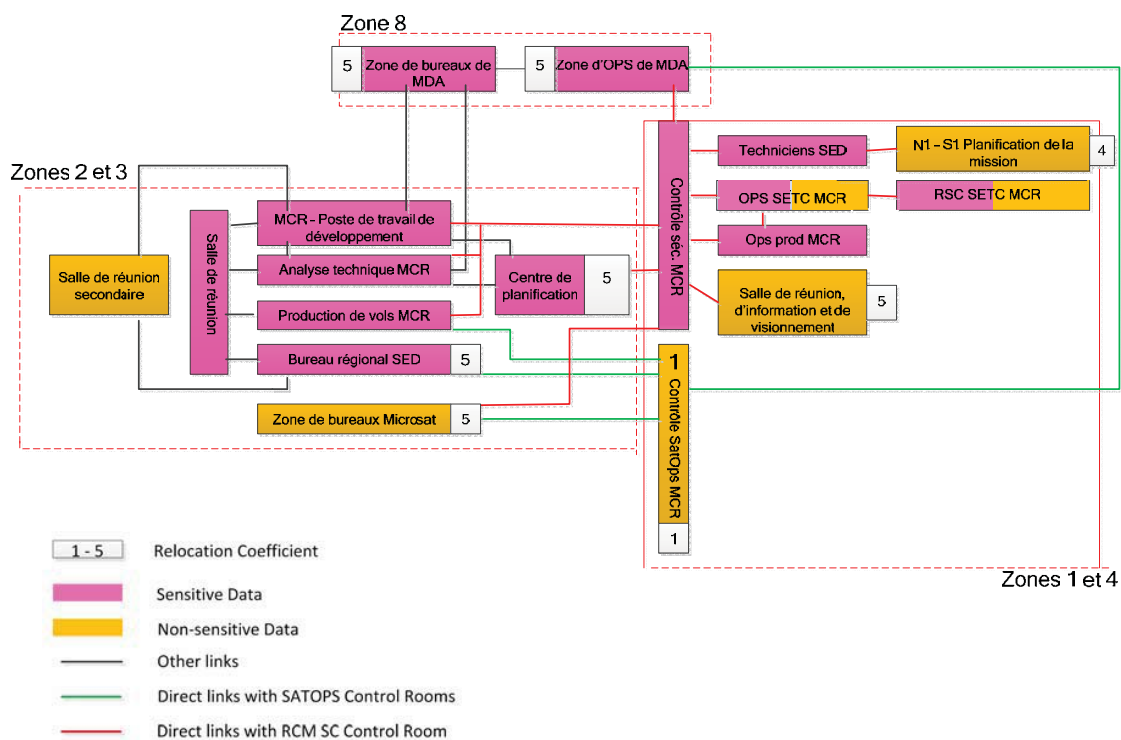 Zone 8
5
Zone de bureaux de
MDA
5
Zone d'OPS de MDA
Zones 2 et 3
Salle de réunion
secondaire
Salle de réunion
MCR – Poste de travail de
développement
Analyse technique MCR
Production de vols MCR
Bureau régional SED
5
Zone de bureaux Microsat
5
Centre de
planification
5
Contrôle séc. MCR
Techniciens SED
N1 – S1 Planification de la
mission
4
OPS SETC MCR
RSC SETC MCR
Ops prod MCR
Salle de réunion,
d'information et de
visionnement
5
1
Contrôle SatOps MCR
1
Zones 1 et 4
1 - 5
Relocation Coefficient
Sensitive Data
Non-sensitive Data
Other links
Direct links with SATOPS Control Rooms
Direct links with RCM SC Control Room